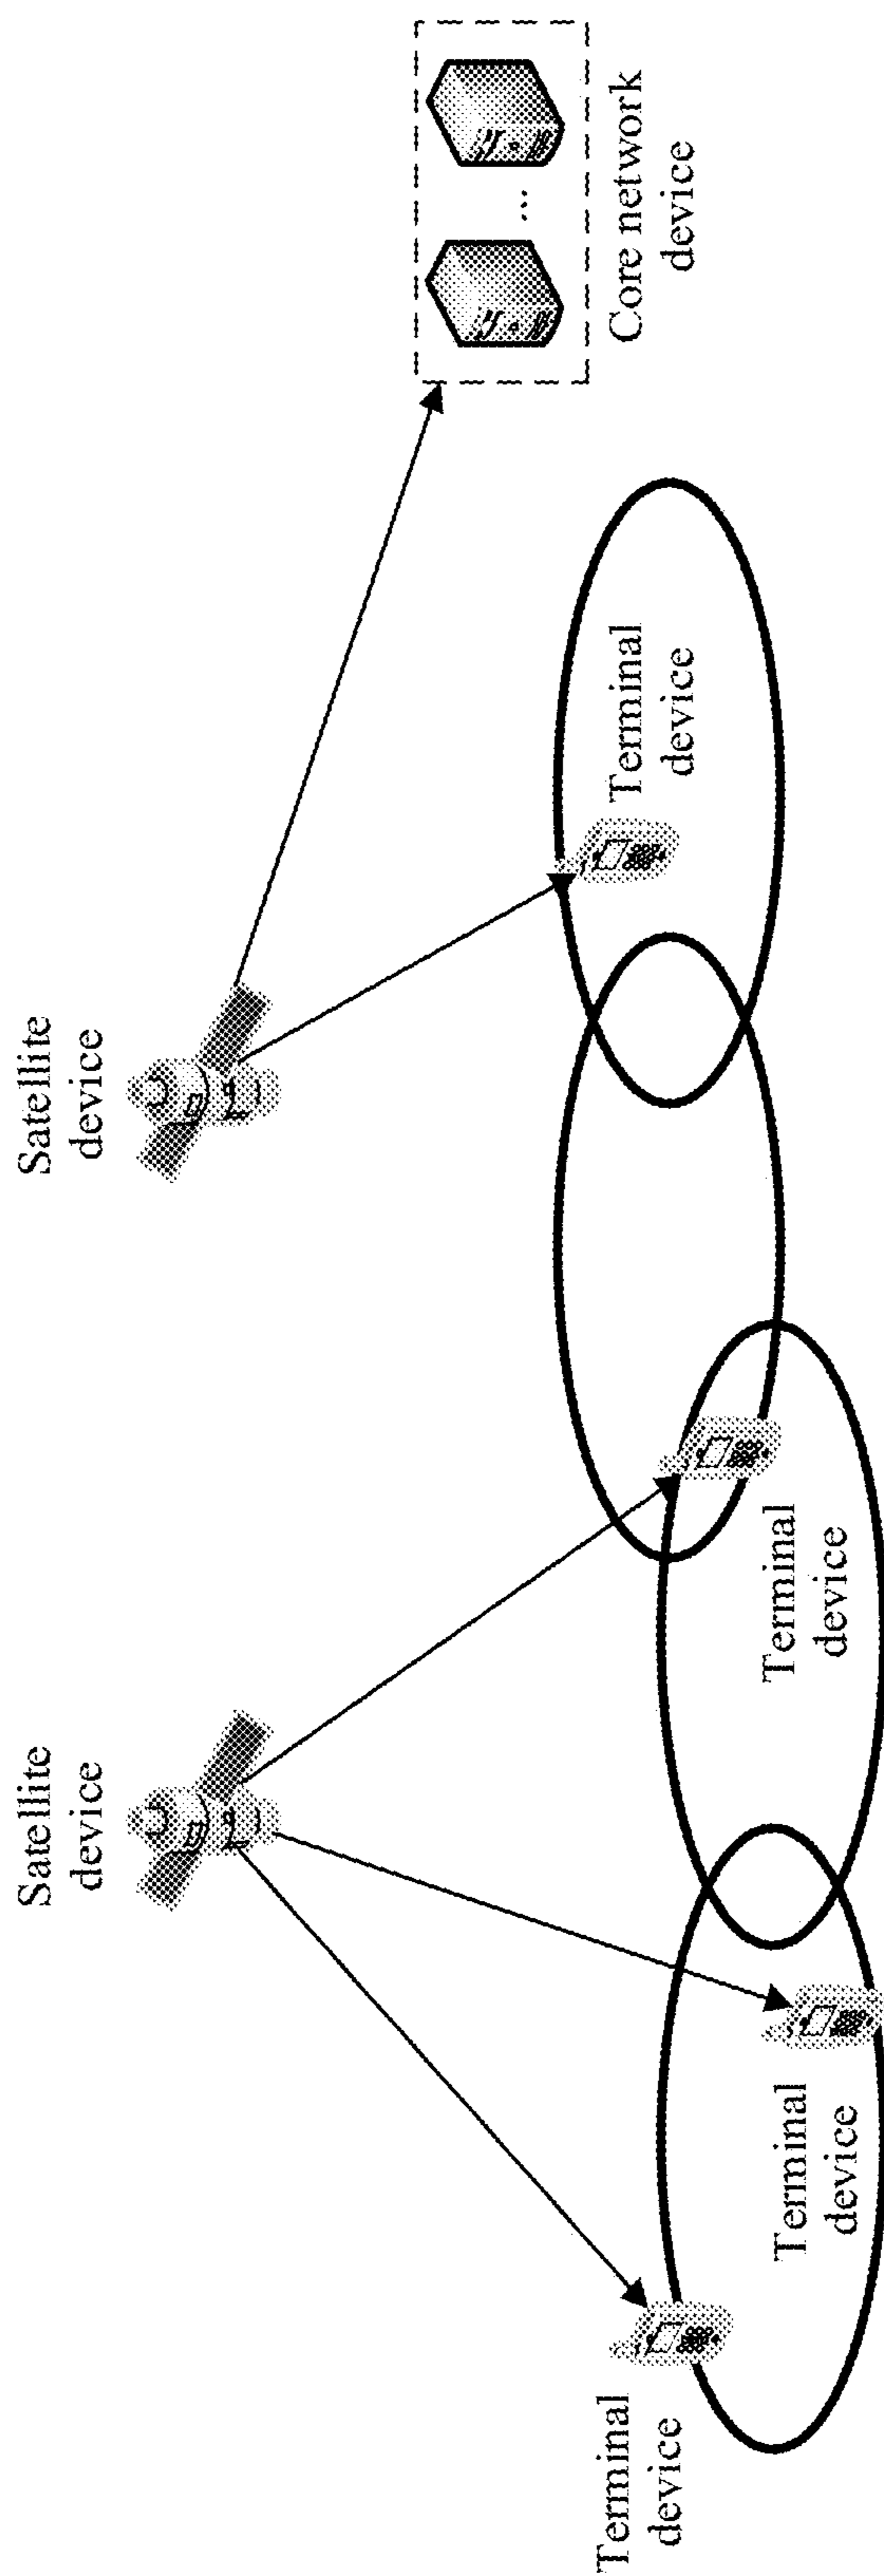 Satellite
device
Satellite
device
Core network
device
...
Terminal
device
Terminal
device
Terminal
device
Terminal
device